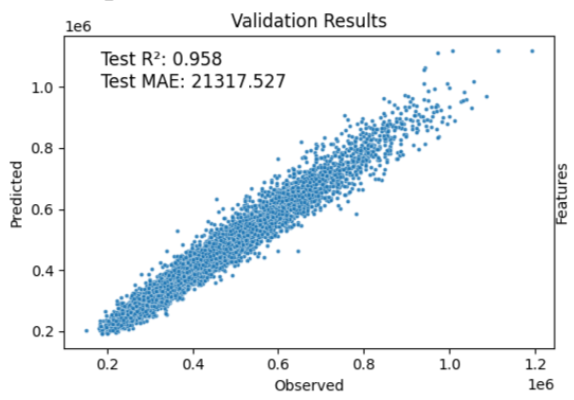 Validation Results
1e6
Test R²: 0.958
Test MAE: 21317.527
1.0
0.8
0.6
0.4
0.2
Predicted
Features
0.2 0.4 0.6 0.8 1.0 1.2
Observed
1e6